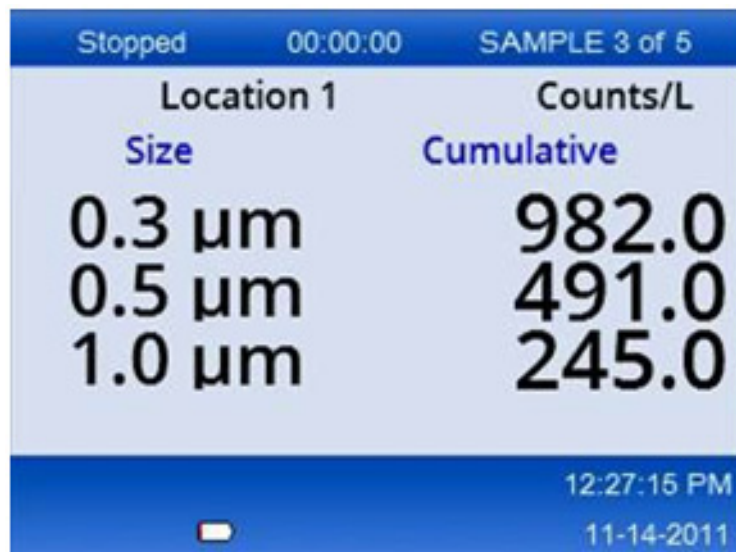 Stopped 00:00:00 SAMPLE 3 of 5
Location 1 Counts/L
Size Cumulative
0.3 µm 982.0
0.5 µm 491.0
1.0 µm 245.0
12:27:15 PM
11-14-2011